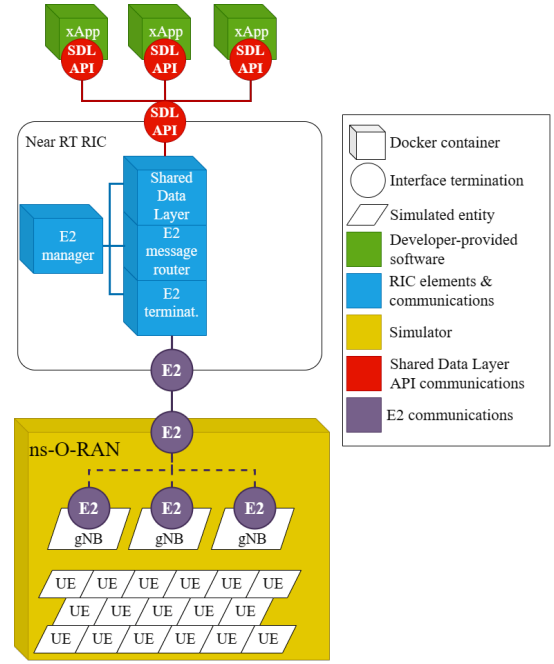 xApp
xApp
xApp
SDL
API
SDL
API
SDL
API
SDL
API
Near RT RIC
Shared
Data
Layer
E2
manager
E2
message
router
E2
terminat.
E2
E2
ns-O-RAN
E2
E2
E2
gNB
gNB
gNB
UE UE UE UE UE UE
UE UE UE UE UE
UE UE UE UE UE UE
Docker container
Interface termination
Simulated entity
Developer-provided
software
RIC elements &
communications
Simulator
Shared Data Layer
API communications
E2 communications